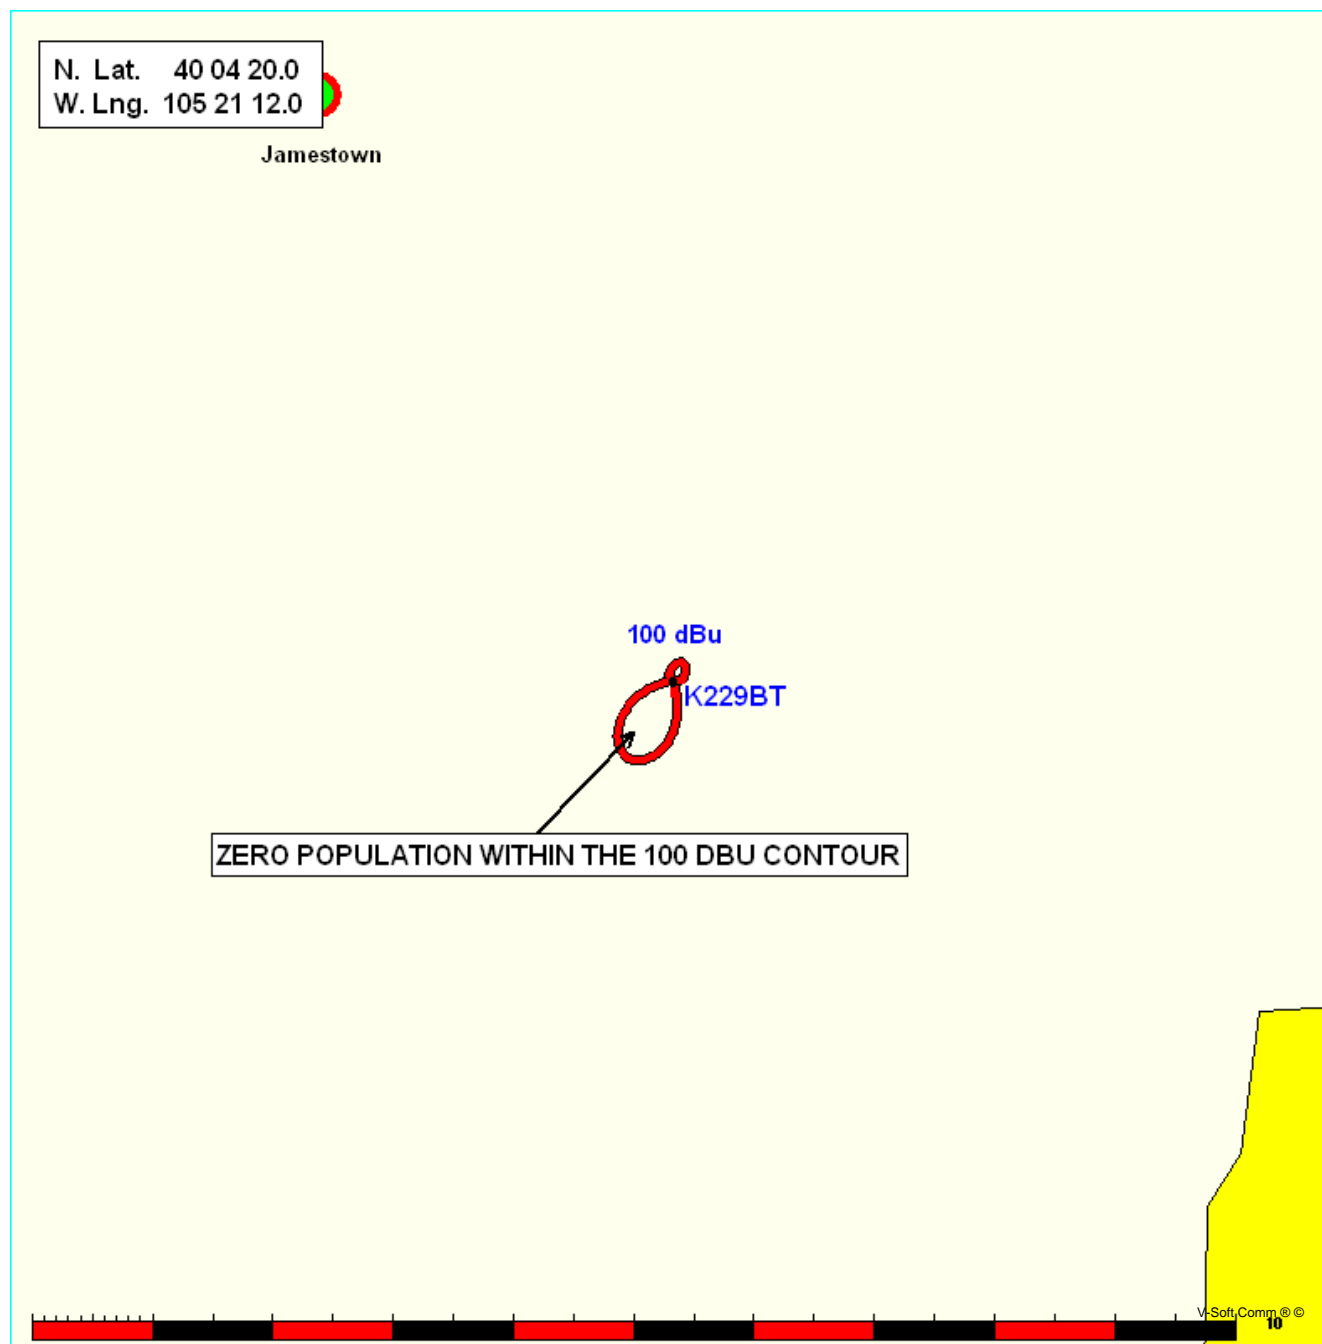 N. Lat. 40 04 20.0
W. Lng. 105 21 12.0
Jamestown
100 dBu
K229BT
ZERO POPULATION WITHIN THE 100 DBU CONTOUR
V-Soft Comm ® ©
10